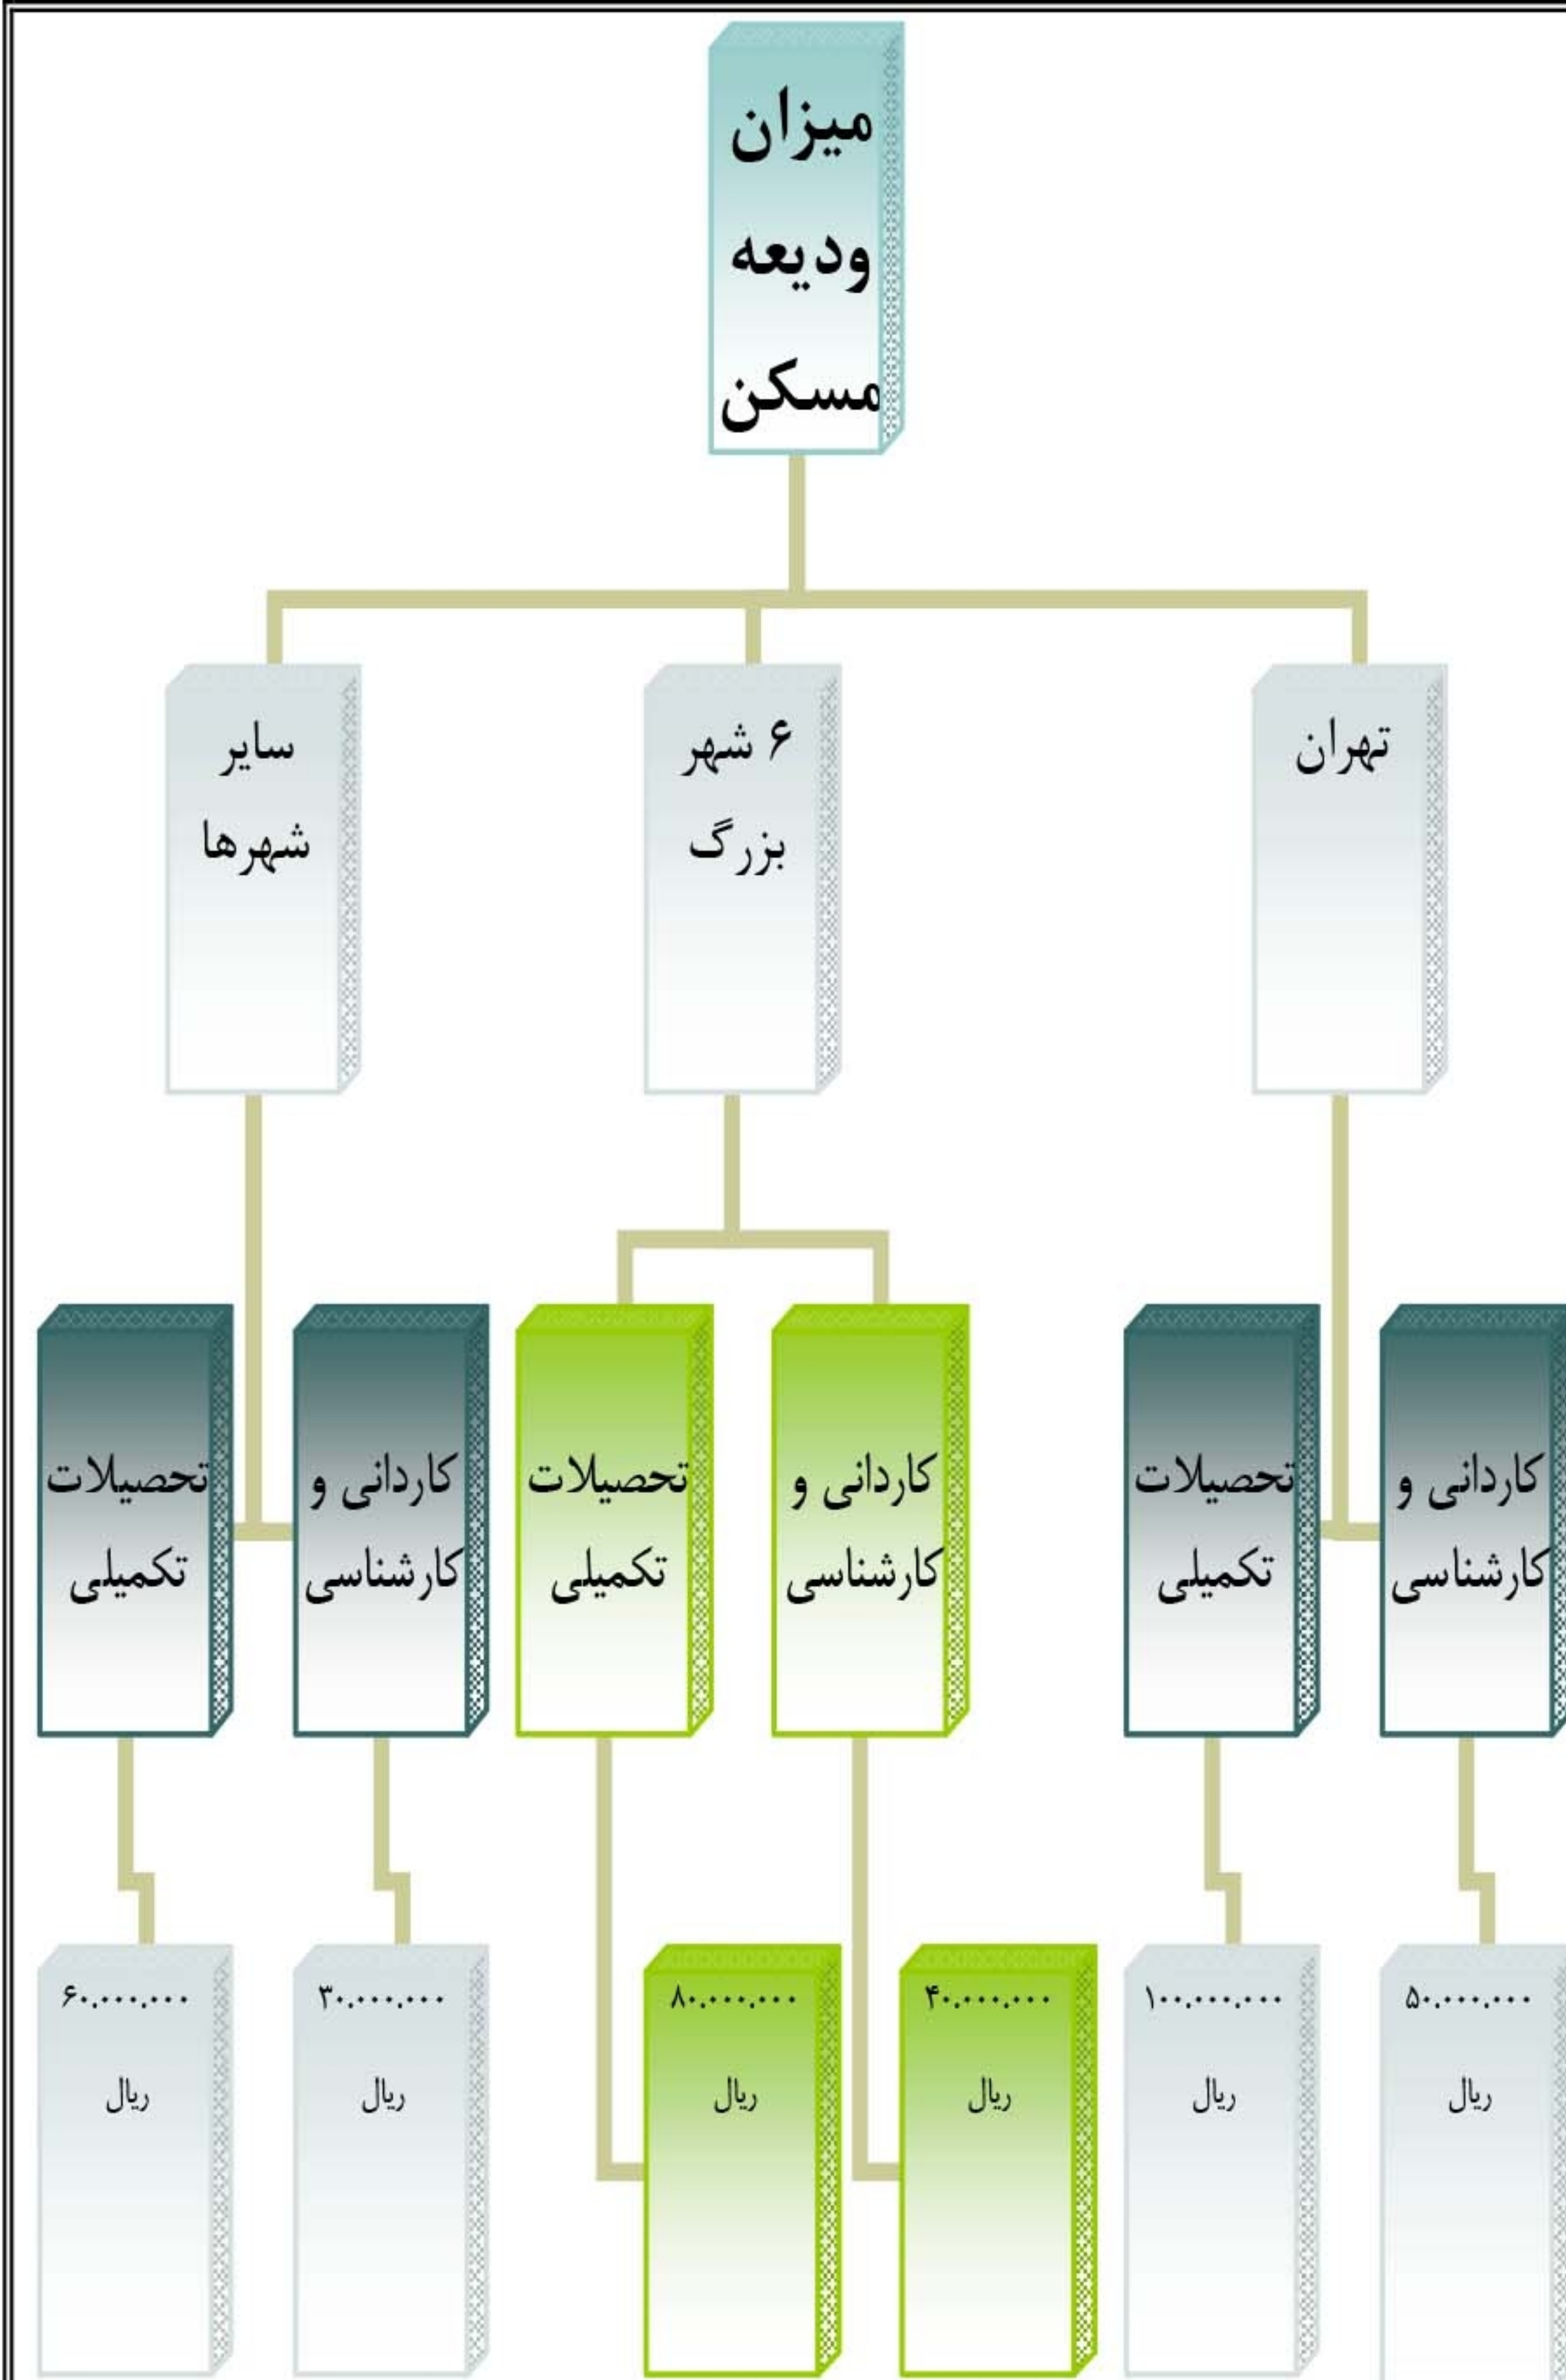 میزان
ودیعه
مسکن
تهران
۶ شهر
بزرگ
سایر
شهرها
کاردانی و
کارشناسی
تحصیلات
تکمیلی
کاردانی و
کارشناسی
تحصیلات
تکمیلی
کاردانی و
کارشناسی
تحصیلات
تکمیلی
۵۰.۰۰۰.۰۰۰
ریال
۱۰۰.۰۰۰.۰۰۰
ریال
۴۰.۰۰۰.۰۰۰
ریال
۸۰.۰۰۰.۰۰۰
ریال
۳۰.۰۰۰.۰۰۰
ریال
۶۰.۰۰۰.۰۰۰
ریال